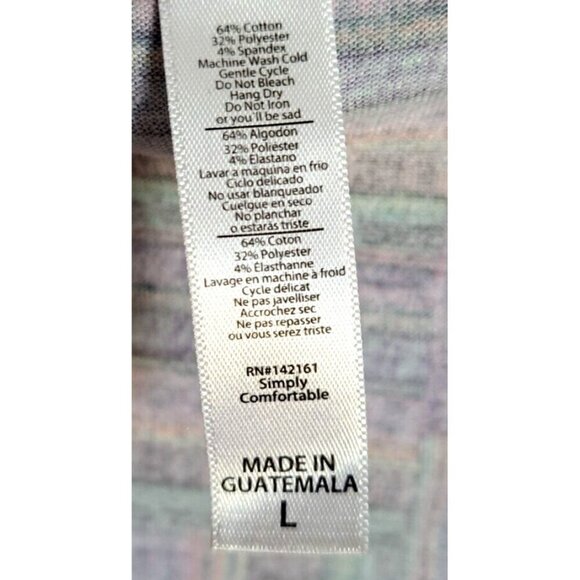 64% Cotton
32% Polyester
4% Spandex
Machine Wash Cold
Gentle Cycle
Do Not Bleach
Hang Dry
Do Not Iron
or you'll be sad
64% Algodón
32% Poliéster
4% Elastano
Lavar a maquina en frio
Ciclo delicado
No usar blanqueador
Cuelgue en seco
No planchar
o estarás triste
64% Coton
32% Polyester
4% Élasthanne
Lavage en machine à froid
Cycle délicat
Ne pas javelliser
Accrochez sec
Ne pas repasser
ou vous serez triste
RN#142161
Simply
Comfortable
MADE IN
GUATEMALA
L